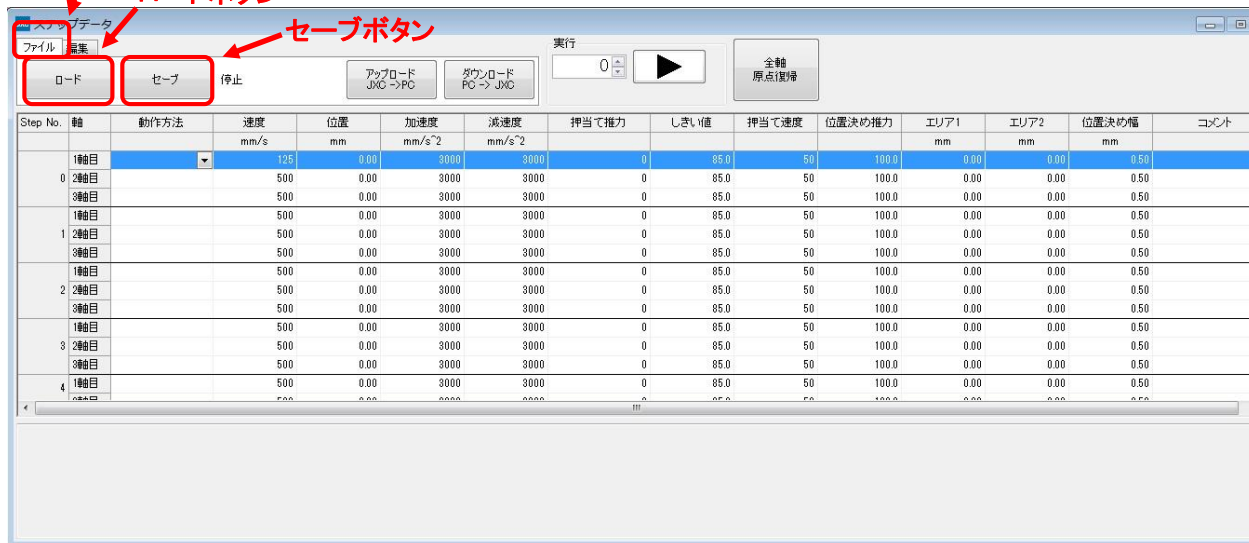 ステップデータ
セーブボタン
ファイル 編集
実行
ロード セーブ 停止 アップロード JXC ->PC ダウンロード PC -> JXC 0 全軸 原点復帰
Step No. 軸 動作方法 速度 位置 加速度 減速度 押当て推力 しきい値 押当て速度 位置決め推力 エリア1 エリア2 位置決め幅 コメント
mm/s mm mm/s^2 mm/s^2 mm mm mm
1軸目 125 0.00 3000 3000 0 85.0 50 100.0 0.00 0.00 0.50
0 2軸目 500 0.00 3000 3000 0 85.0 50 100.0 0.00 0.00 0.50
3軸目 500 0.00 3000 3000 0 85.0 50 100.0 0.00 0.00 0.50
1軸目 500 0.00 3000 3000 0 85.0 50 100.0 0.00 0.00 0.50
1 2軸目 500 0.00 3000 3000 0 85.0 50 100.0 0.00 0.00 0.50
3軸目 500 0.00 3000 3000 0 85.0 50 100.0 0.00 0.00 0.50
1軸目 500 0.00 3000 3000 0 85.0 50 100.0 0.00 0.00 0.50
2 2軸目 500 0.00 3000 3000 0 85.0 50 100.0 0.00 0.00 0.50
3軸目 500 0.00 3000 3000 0 85.0 50 100.0 0.00 0.00 0.50
1軸目 500 0.00 3000 3000 0 85.0 50 100.0 0.00 0.00 0.50
3 2軸目 500 0.00 3000 3000 0 85.0 50 100.0 0.00 0.00 0.50
3軸目 500 0.00 3000 3000 0 85.0 50 100.0 0.00 0.00 0.50
4 1軸目 500 0.00 3000 3000 0 85.0 50 100.0 0.00 0.00 0.50